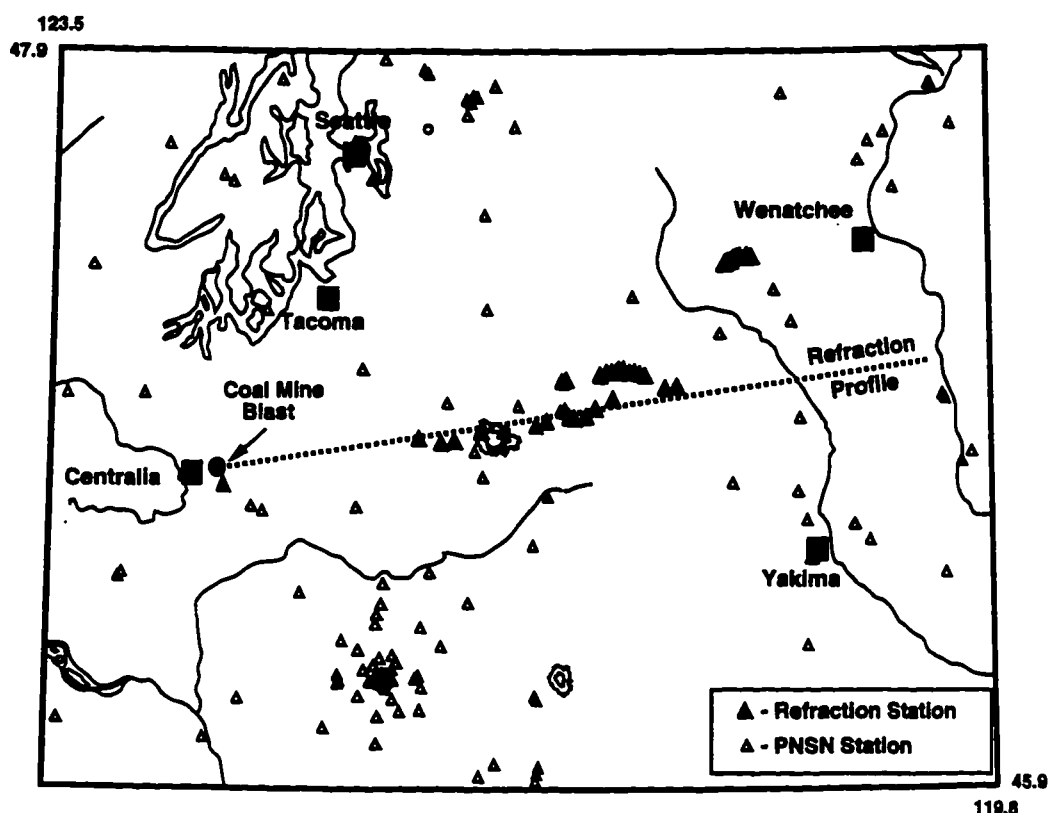 123.5
47.9
Seattle
Wenatchee
Tacoma
Refraction
Profile
Coal Mine
Blast
Centralia
Yakima
- Refraction Station
- PNSN Station
45.9
119.8